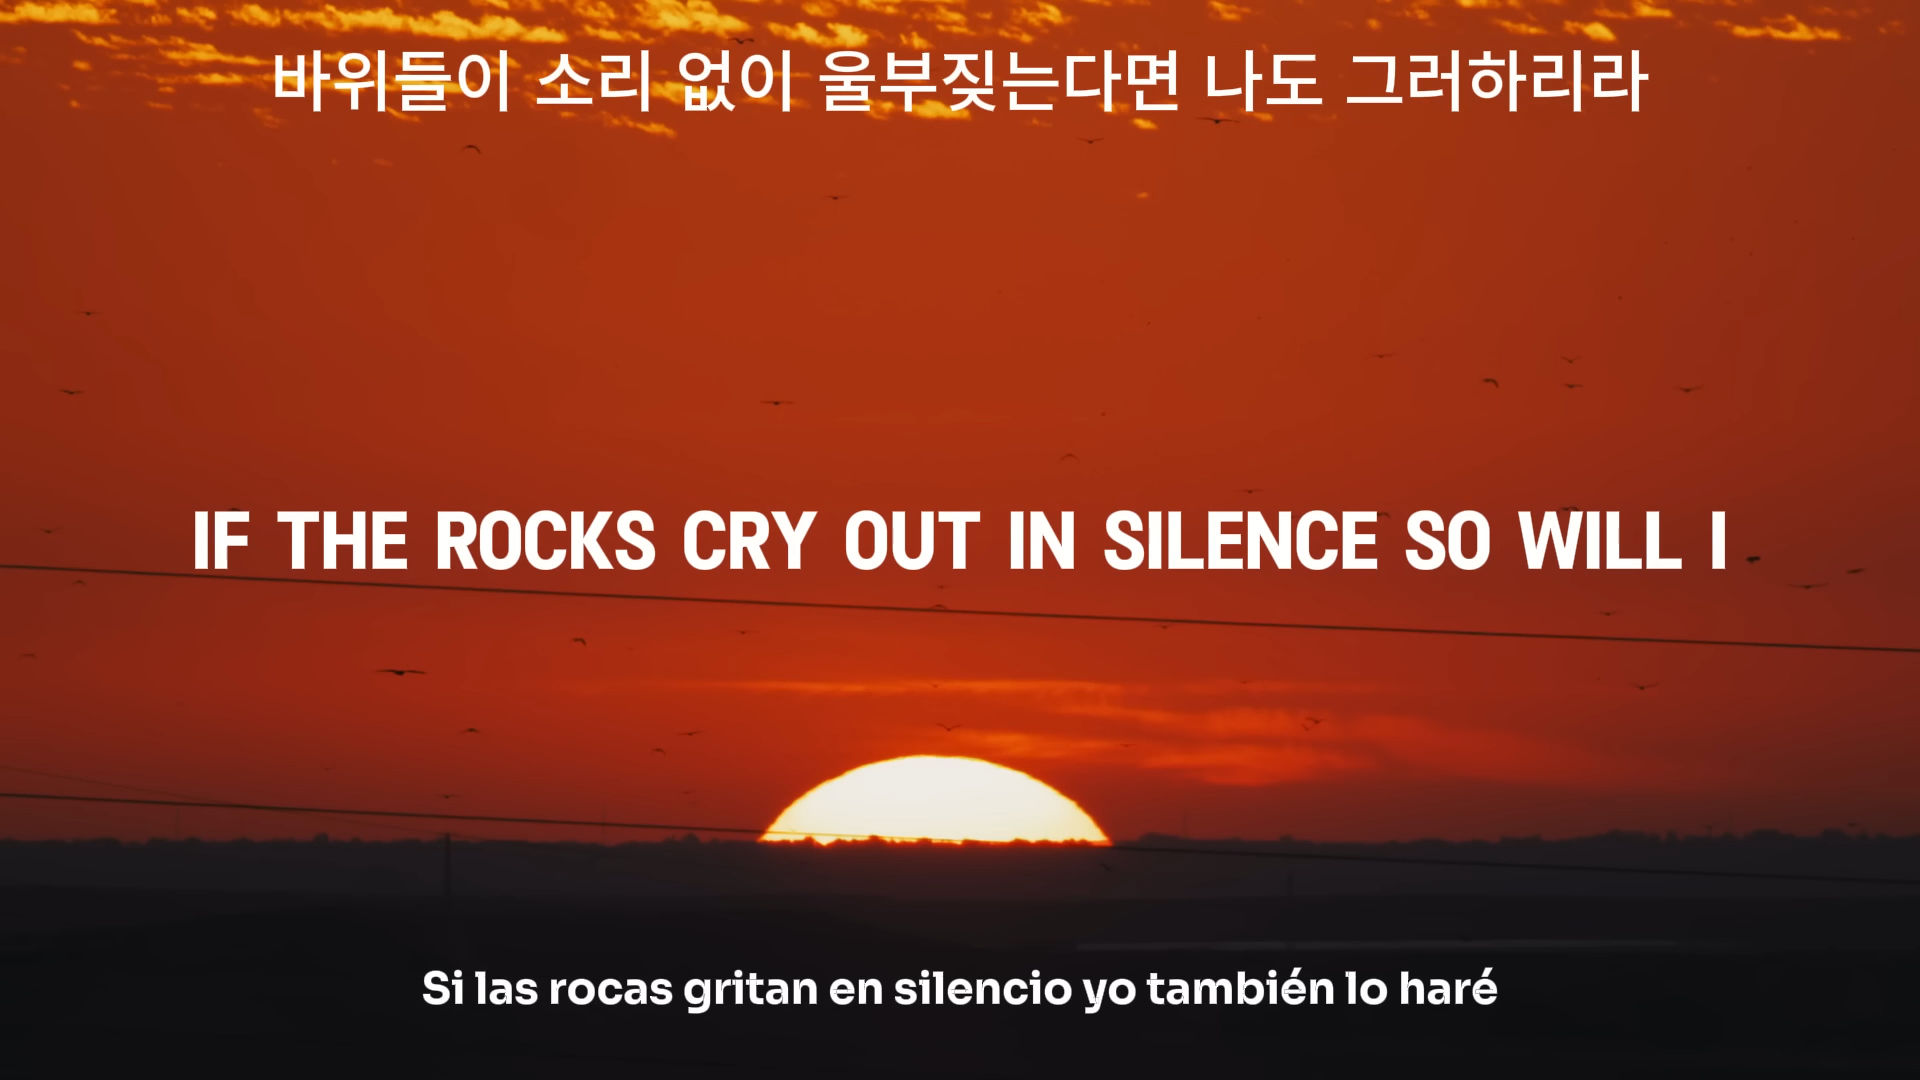 바위들이 소리 없이 울부짖는다면 나도 그러하리라
IF THE ROCKS CRY OUT IN SILENCE SO WILL I
Si las rocas gritan en silencio yo también lo haré